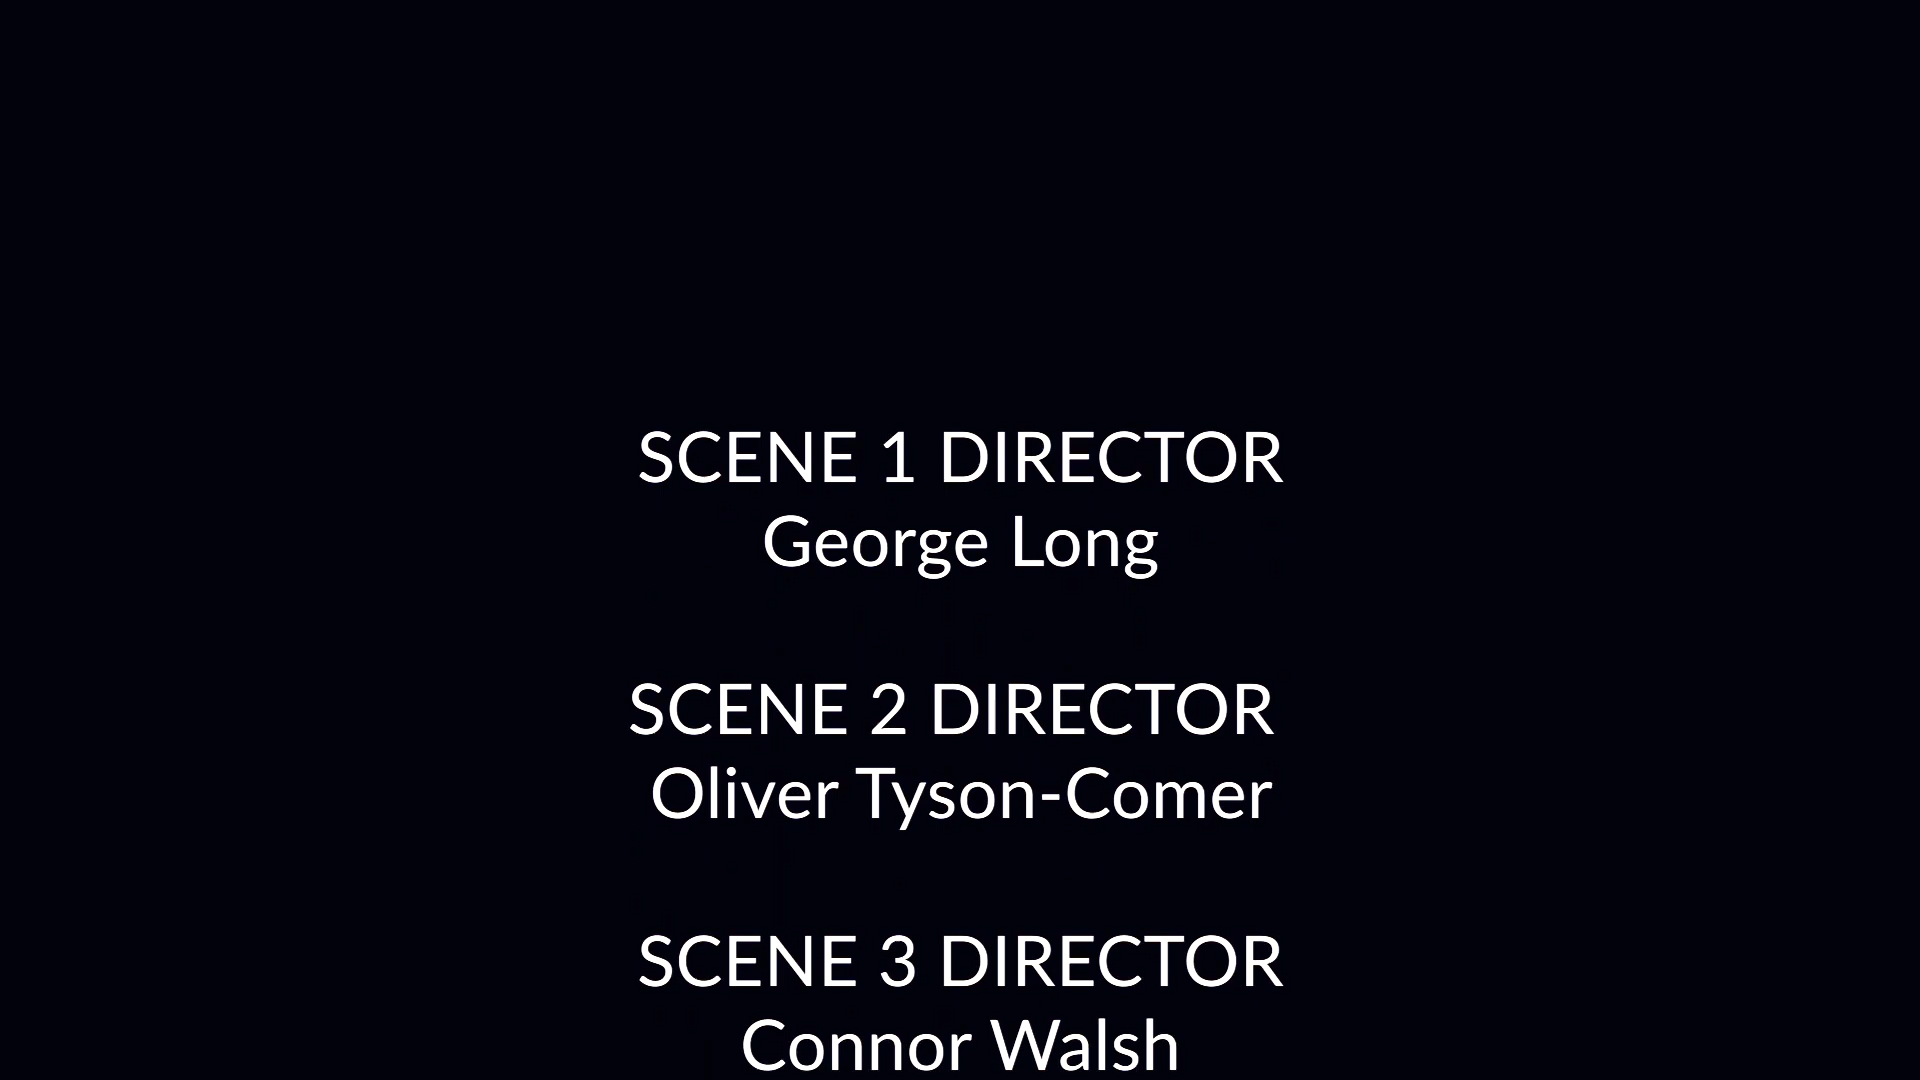 SCENE 1 DIRECTOR
George Long
SCENE 2 DIRECTOR
Oliver Tyson-Comer
SCENE 3 DIRECTOR
Connor Walsh